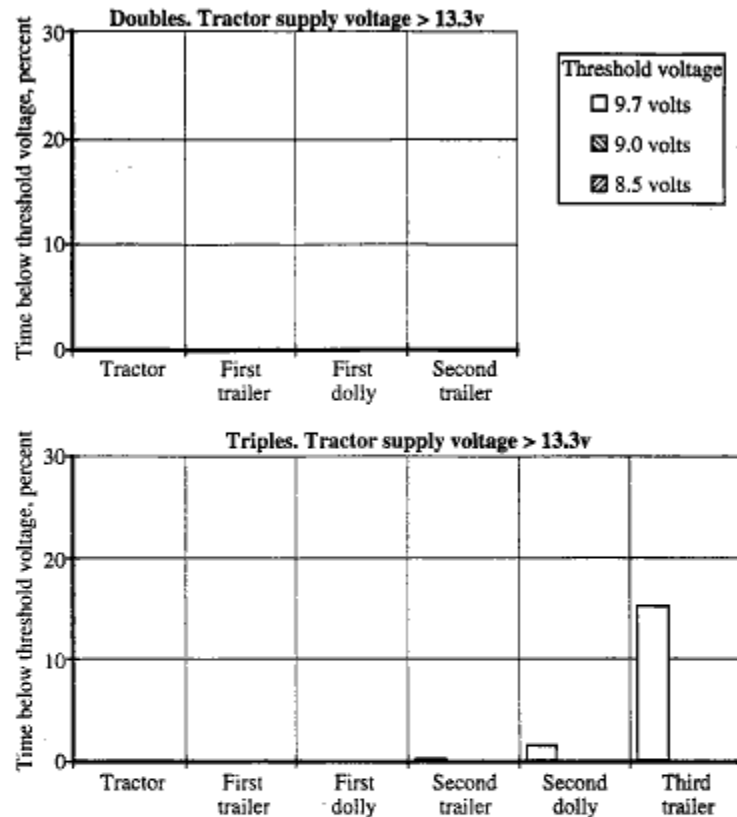 Doubles. Tractor supply voltage > 13.3v
Time below threshold voltage, percent
30
20
10
0
Tractor
First trailer
First dolly
Second trailer
Threshold voltage
9.7 volts
9.0 volts
8.5 volts
Triples. Tractor supply voltage > 13.3v
Time below threshold voltage, percent
30
20
10
0
Tractor
First trailer
First dolly
Second trailer
Second dolly
Third trailer